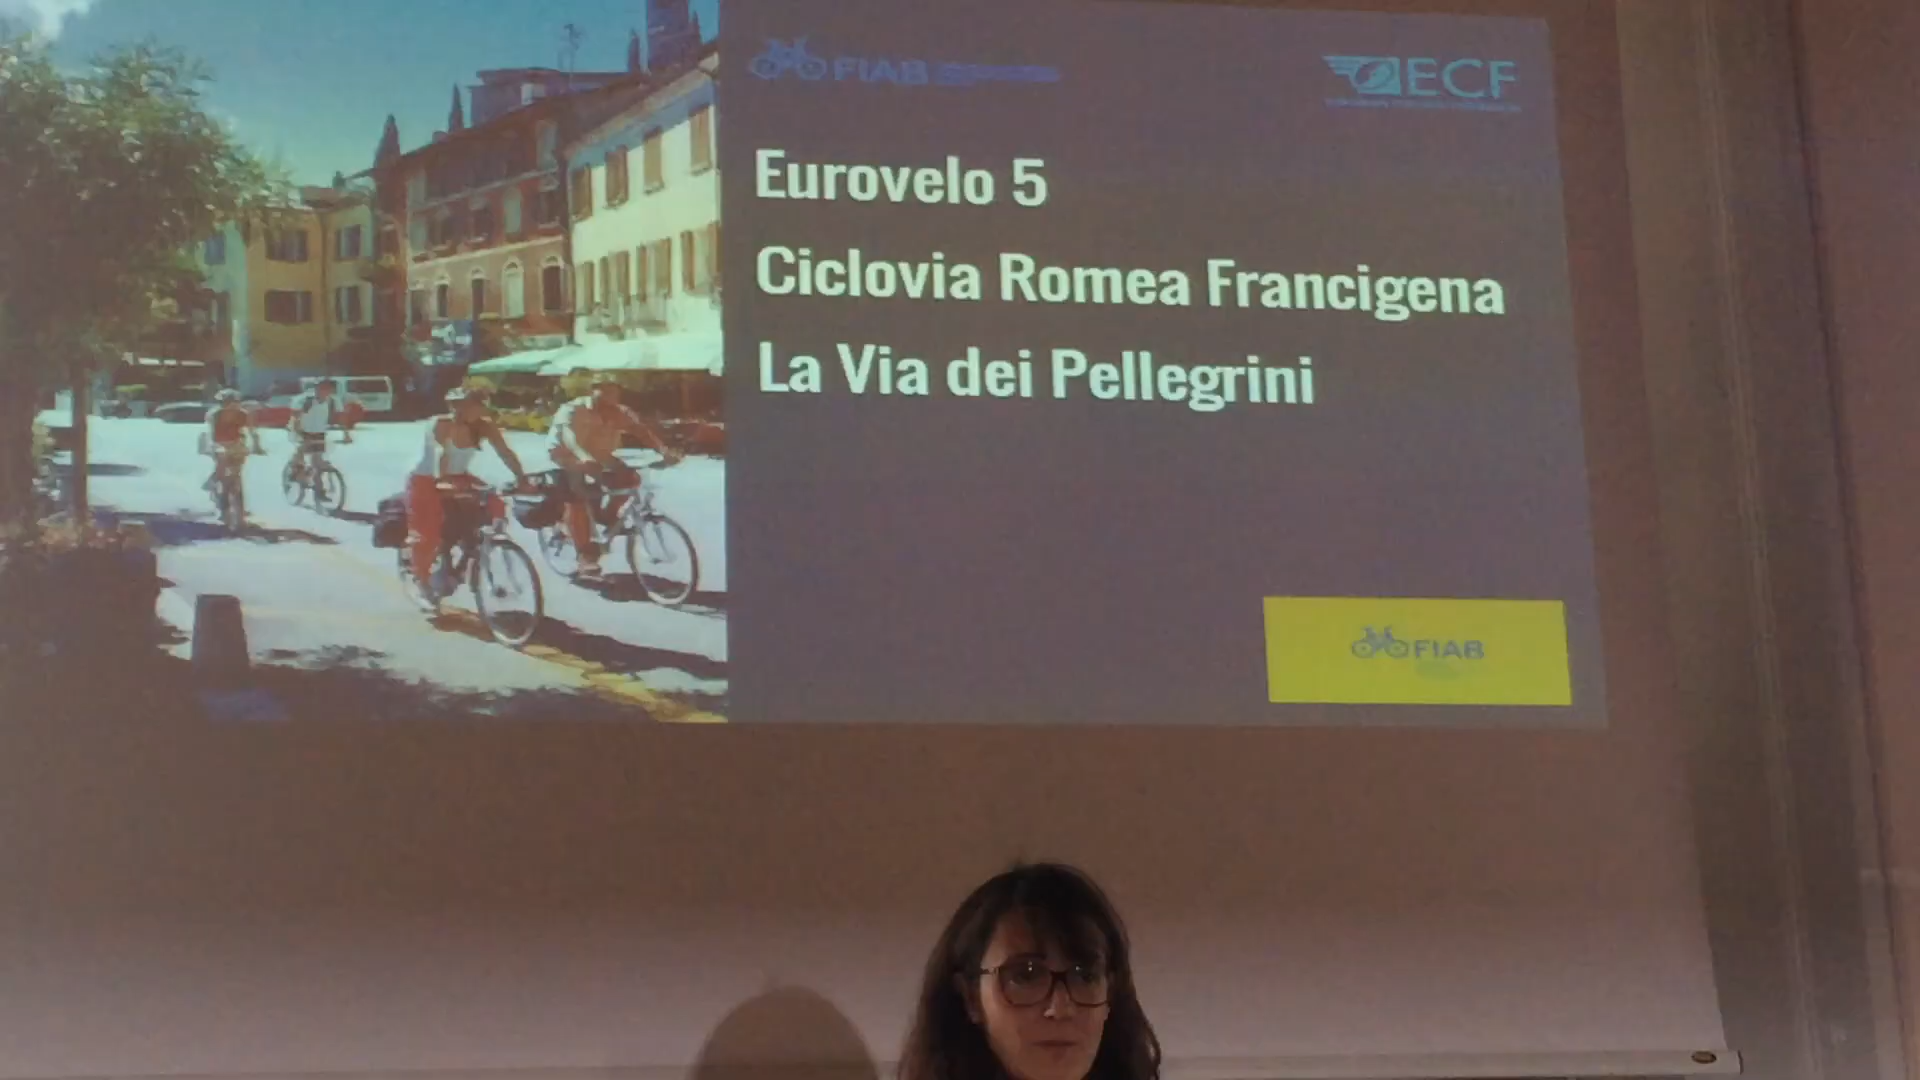 FIAB
ECF
Eurovelo 5
Ciclovia Romea Francigena
La Via dei Pellegrini
FIAB